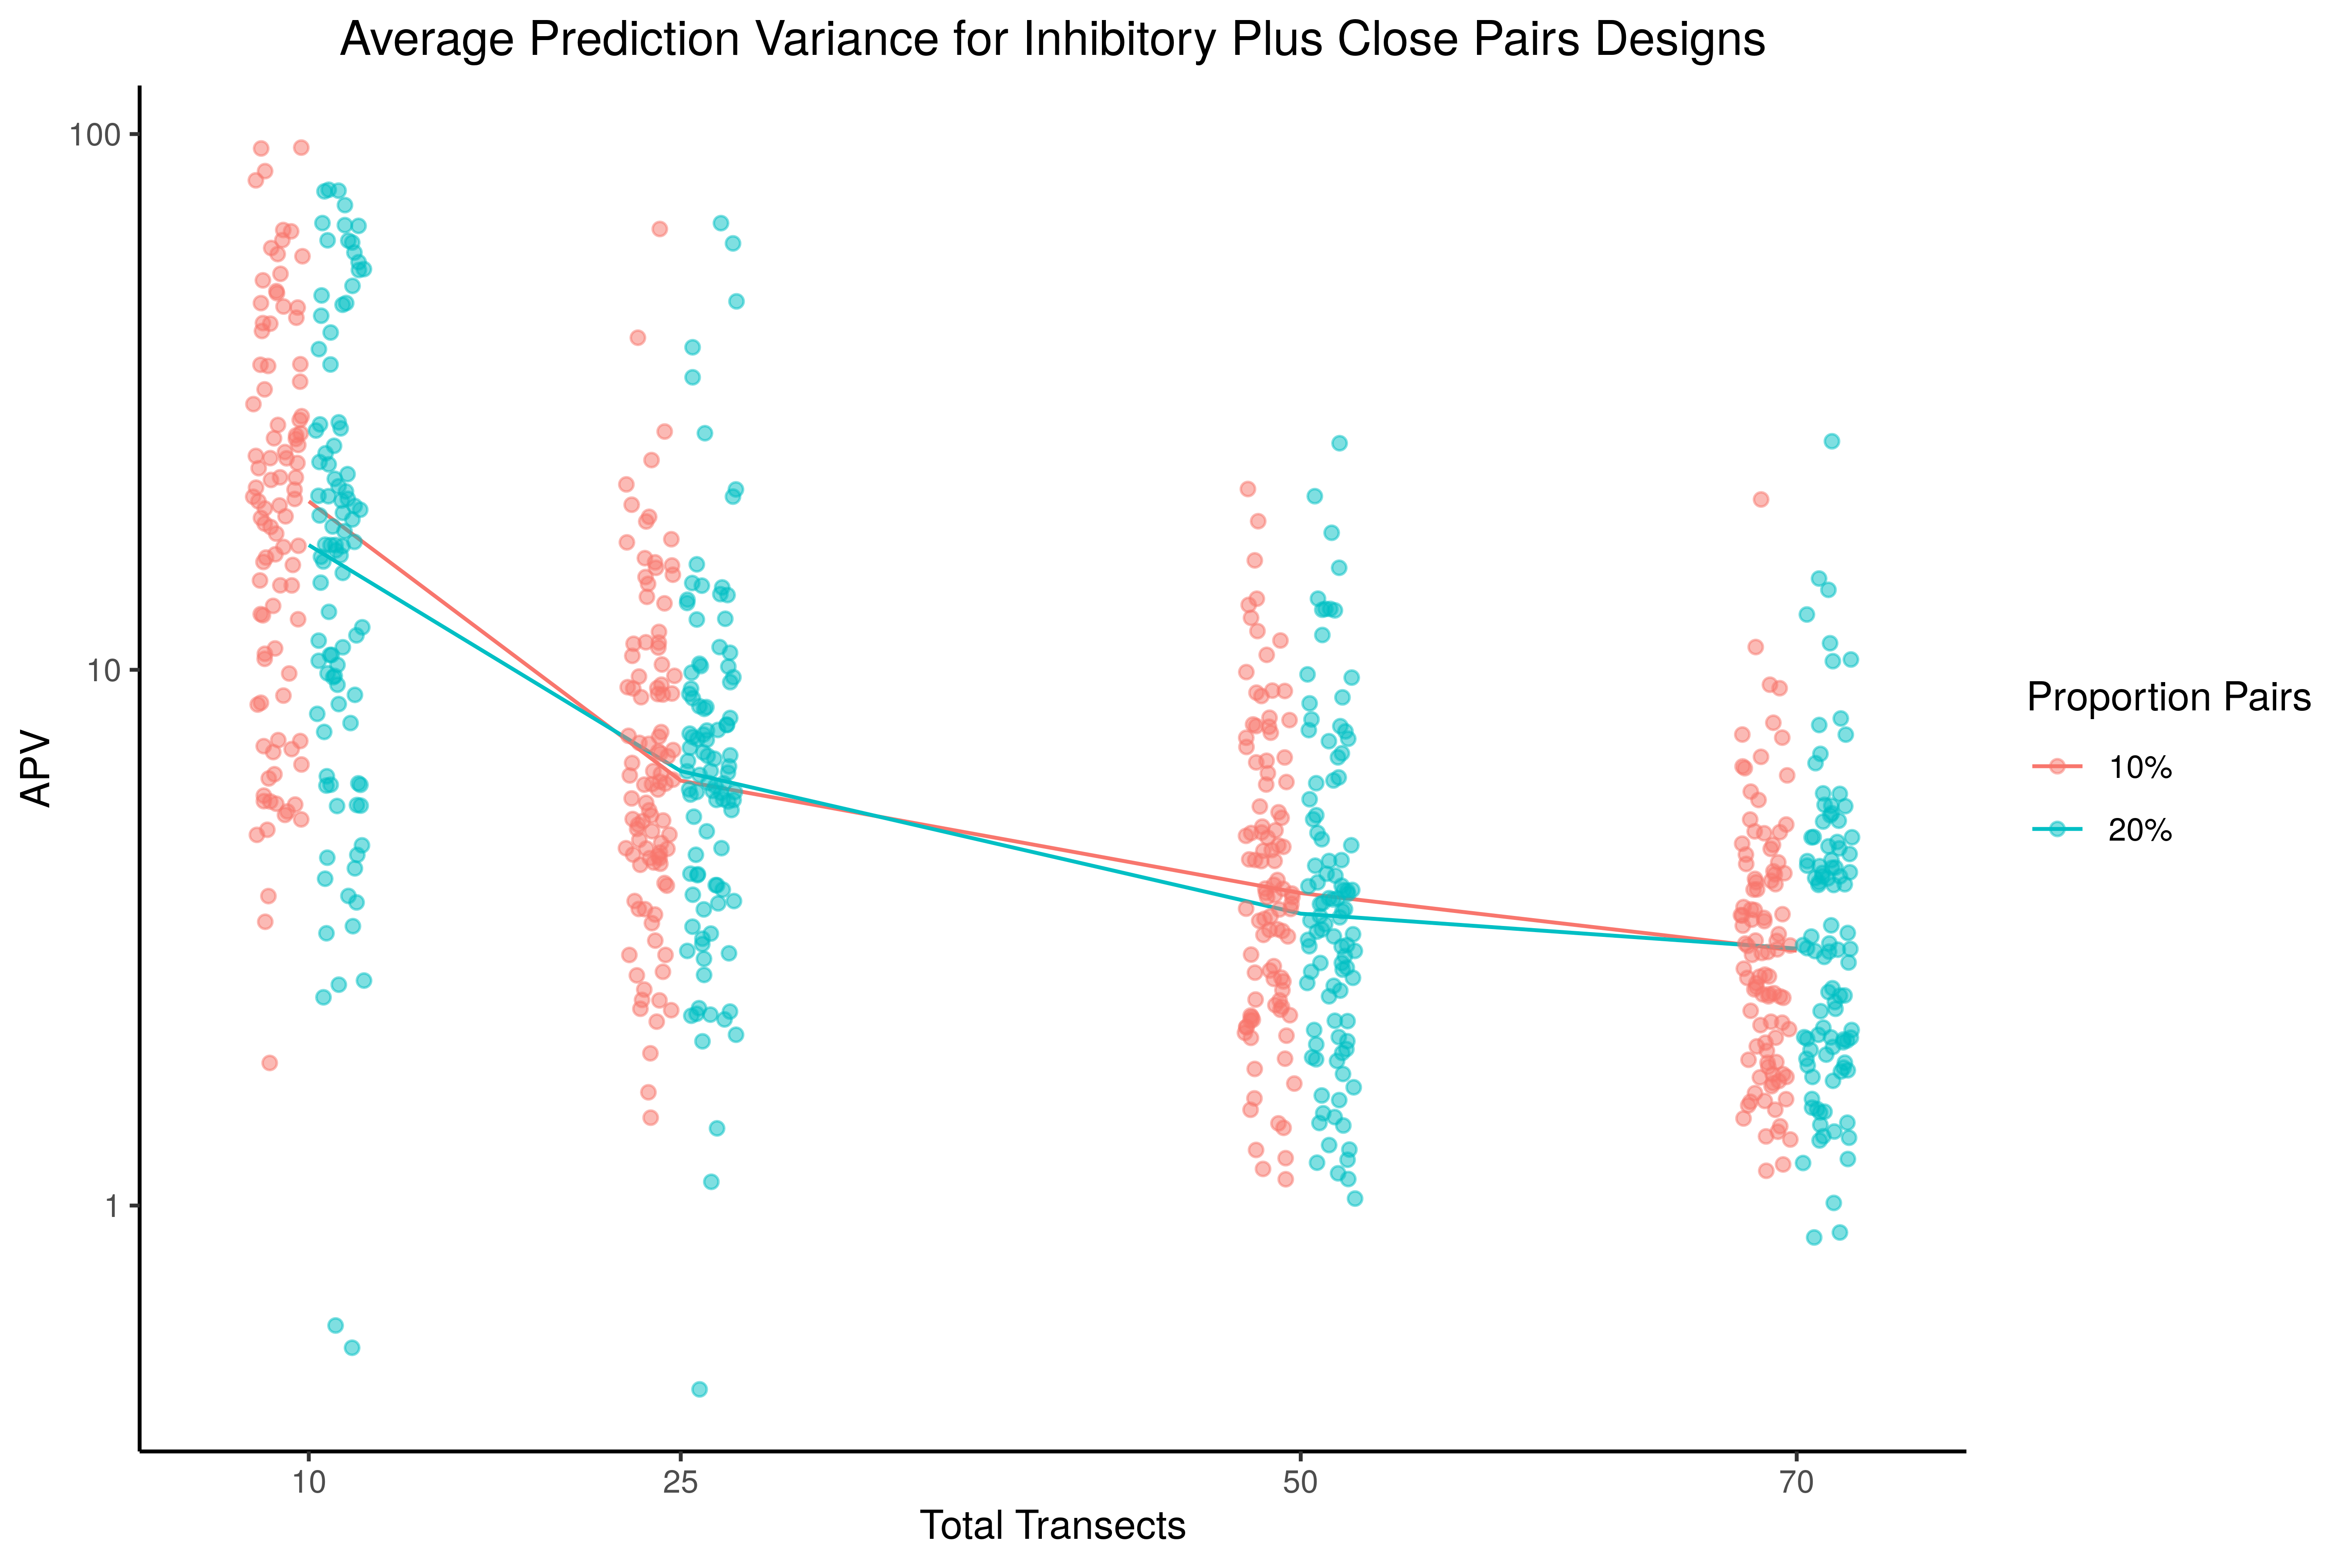 Average Prediction Variance for Inhibitory Plus Close Pairs Designs
100
10
1
APV
10
25
50
70
Total Transects
Proportion Pairs
10%
20%